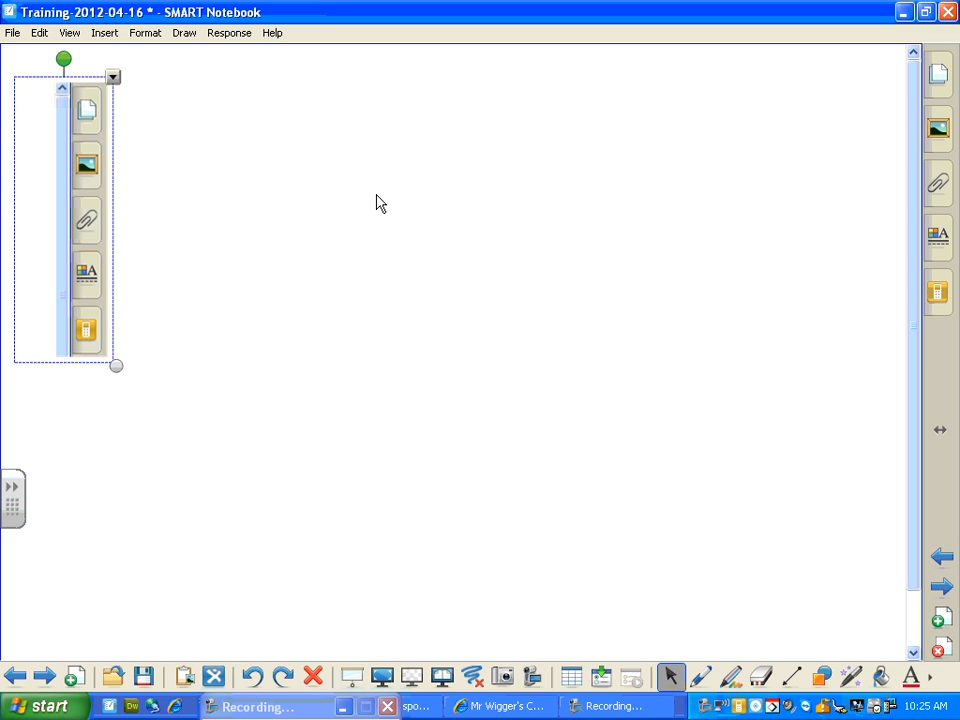 Training-2012-04-16 * - SMART Notebook
File Edit View Insert Format Draw Response Help
A
A
A
start
Dw
Recording...
spo...
Mr Wigger's C...
Recording....
10:25 AM